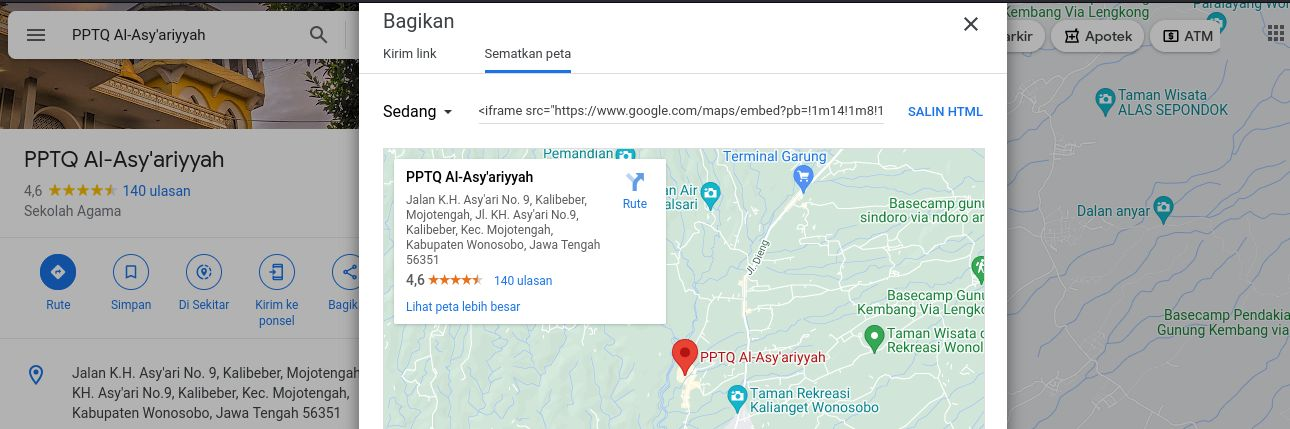 PPTQ Al-Asy'ariyyah
PPTQ Al-Asy'ariyyah
4,6
140 ulasan
Sekolah Agama
Rute
Simpan
Di Sekitar
Kirim ke
ponsel
Bagik
Jalan K.H. Asy'ari No. 9, Kalibeber, Mojotengah
KH. Asy'ari No.9, Kalibeber, Kec. Mojotengah,
Kabupaten Wonosobo, Jawa Tengah 56351
Bagikan
Kirim link
Sematkan peta
Sedang
<iframe src="https://www.google.com/maps/embed?pb=!1m14!1m8!1
SALIN HTML
PPTQ Al-Asy'ariyyah
Jalan K.H. Asy'ari No. 9, Kalibeber,
Mojotengah, Jl. KH. Asy'ari No.9,
Kalibeber, Kec. Mojotengah,
Kabupaten Wonosobo, Jawa Tengah
56351
4,6
140 ulasan
Lihat peta lebih besar
Rute
Pemandian
Terminal Garung
an Air
alsari
Basecamp gunu
sindoro via ndoro ar
Jl. Dieng
Basecamp Gunu
Kembang Via Lengko
Taman Wisata d
Rekreasi Wonol
PPTQ Al-Asy'ariyyah
Taman Rekreasi
Kalianget Wonosobo
Paralayang Wo
Kembang Via Lengkong
arkir
Apotek
ATM
Taman Wisata
ALAS SEPONDOK
Dalan anyar
Basecamp Pendakia
Gunung Kembang via